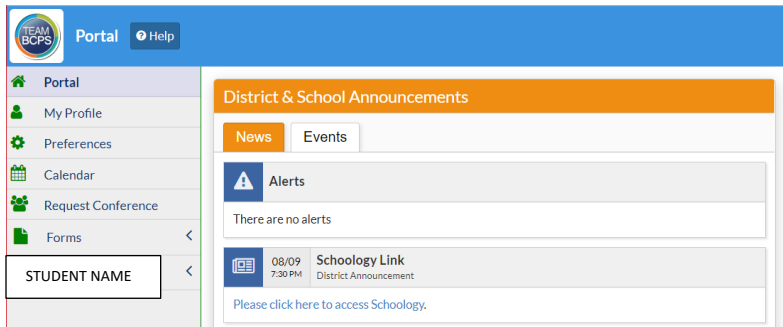 TEAM
BCPS
Portal
Help
Portal
My Profile
Preferences
Calendar
Request Conference
Forms
STUDENT NAME
District & School Announcements
News
Events
Alerts
There are no alerts
08/09
7:30 PM
Schoology Link
District Announcement
Please click here to access Schoology.